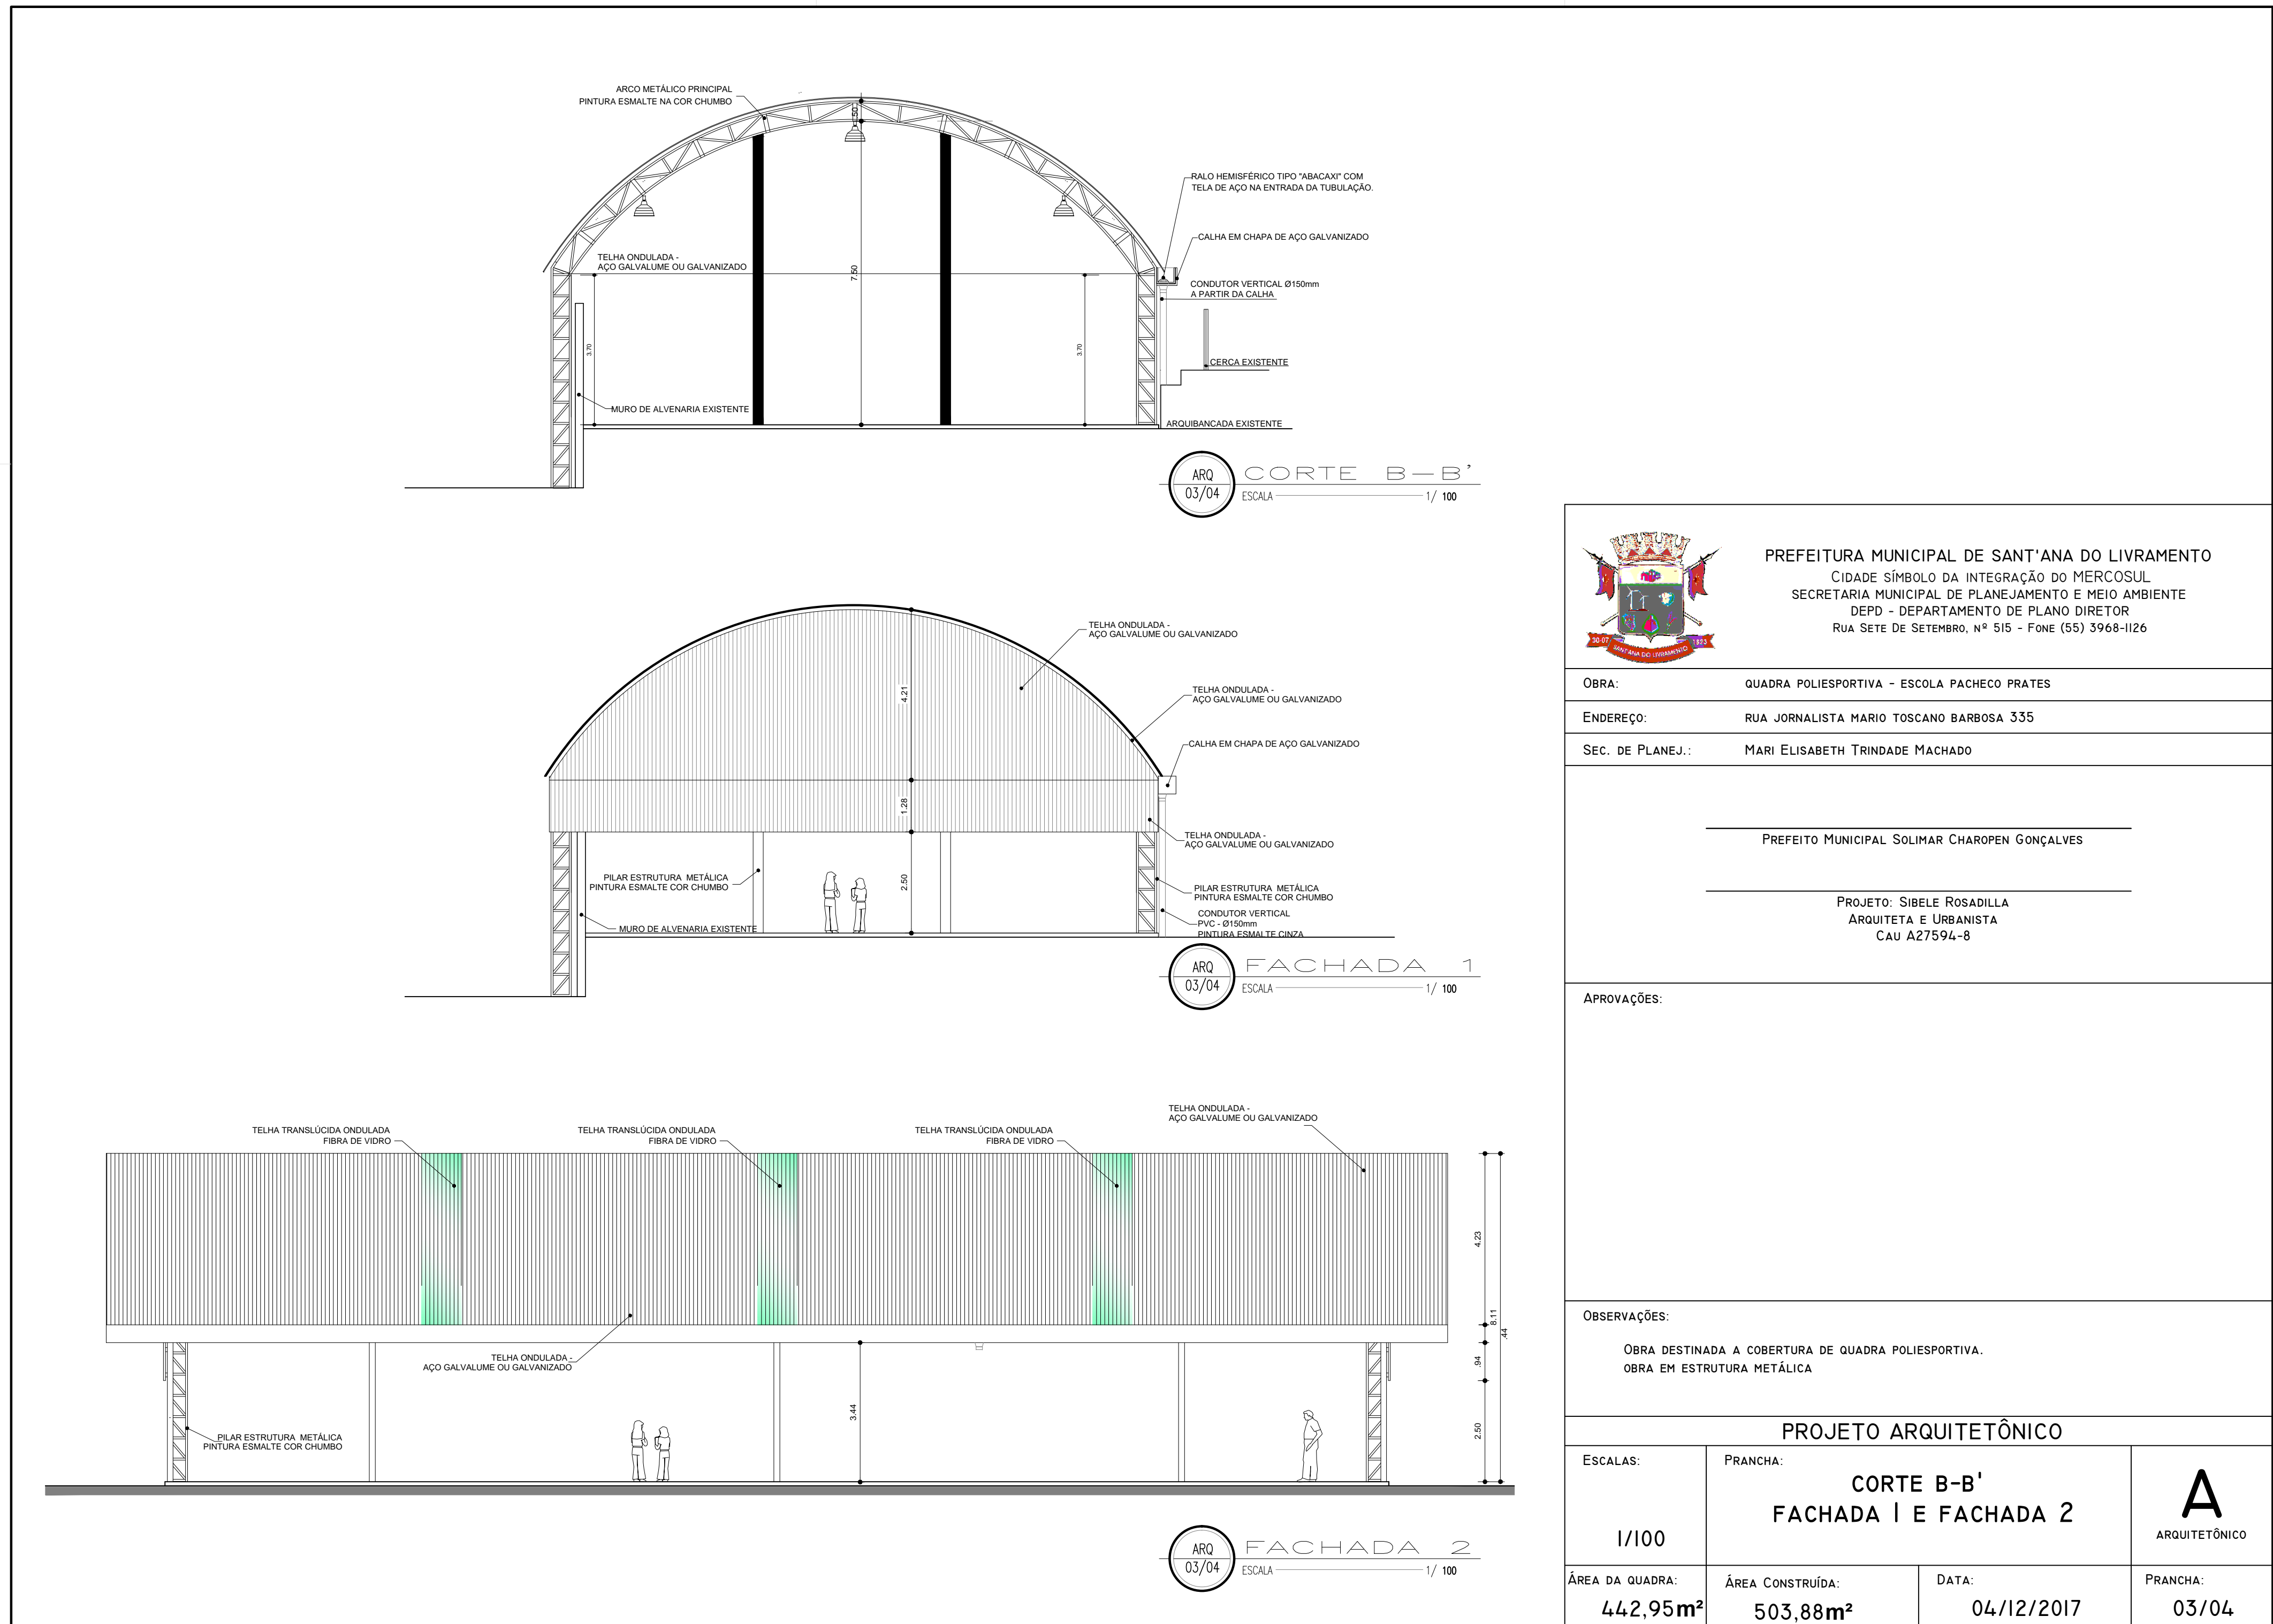 ARCO METÁLICO PRINCIPAL
PINTURA ESMALTE NA COR CHUMBO
.50
RALO HEMISFÉRICO TIPO "ABACAXI" COM
TELA DE AÇO NA ENTRADA DA TUBULAÇÃO.
CALHA EM CHAPA DE AÇO GALVANIZADO
TELHA ONDULADA -
AÇO GALVALUME OU GALVANIZADO
7.50
CONDUTOR VERTICAL Ø150mm
A PARTIR DA CALHA
3.70
3.70
CERCA EXISTENTE
MURO DE ALVENARIA EXISTENTE
ARQUIBANCADA EXISTENTE
ARQ
03/04
CORTE B-B'
ESCALA 1/ 100
TELHA ONDULADA -
AÇO GALVALUME OU GALVANIZADO
4.21
TELHA ONDULADA -
AÇO GALVALUME OU GALVANIZADO
CALHA EM CHAPA DE AÇO GALVANIZADO
1.28
TELHA ONDULADA -
AÇO GALVALUME OU GALVANIZADO
PILAR ESTRUTURA METÁLICA
PINTURA ESMALTE COR CHUMBO
2.50
PILAR ESTRUTURA METÁLICA
PINTURA ESMALTE COR CHUMBO
CONDUTOR VERTICAL
PVC - Ø150mm
PINTURA ESMALTE CINZA
MURO DE ALVENARIA EXISTENTE
ARQ
03/04
FACHADA 1
ESCALA 1/ 100
TELHA ONDULADA -
AÇO GALVALUME OU GALVANIZADO
TELHA TRANSLÚCIDA ONDULADA
FIBRA DE VIDRO
TELHA TRANSLÚCIDA ONDULADA
FIBRA DE VIDRO
TELHA TRANSLÚCIDA ONDULADA
FIBRA DE VIDRO
4.23
8.11
.44
.94
2.50
TELHA ONDULADA -
AÇO GALVALUME OU GALVANIZADO
3.44
PILAR ESTRUTURA METÁLICA
PINTURA ESMALTE COR CHUMBO
ARQ
03/04
FACHADA 2
ESCALA 1/ 100
30-07
SANT'ANA DO LIVRAMENTO
1823
PREFEITURA MUNICIPAL DE SANT'ANA DO LIVRAMENTO
CIDADE SÍMBOLO DA INTEGRAÇÃO DO MERCOSUL
SECRETARIA MUNICIPAL DE PLANEJAMENTO E MEIO AMBIENTE
DEPD - DEPARTAMENTO DE PLANO DIRETOR
RUA SETE DE SETEMBRO, Nº 515 - FONE (55) 3968-1126
OBRA: QUADRA POLIESPORTIVA - ESCOLA PACHECO PRATES
ENDEREÇO: RUA JORNALISTA MARIO TOSCANO BARBOSA 335
SEC. DE PLANEJ.: MARI ELISABETH TRINDADE MACHADO
PREFEITO MUNICIPAL SOLIMAR CHAROPEN GONÇALVES
PROJETO: SIBELE ROSADILLA
ARQUITETA E URBANISTA
CAU A27594-8
APROVAÇÕES:
OBSERVAÇÕES:
OBRA DESTINADA A COBERTURA DE QUADRA POLIESPORTIVA.
OBRA EM ESTRUTURA METÁLICA
PROJETO ARQUITETÔNICO
ESCALAS:
1/100
PRANCHA:
CORTE B-B'
FACHADA 1 E FACHADA 2
A
ARQUITETÔNICO
ÁREA DA QUADRA:
442,95m²
ÁREA CONSTRUÍDA:
503,88m²
DATA:
04/12/2017
PRANCHA:
03/04